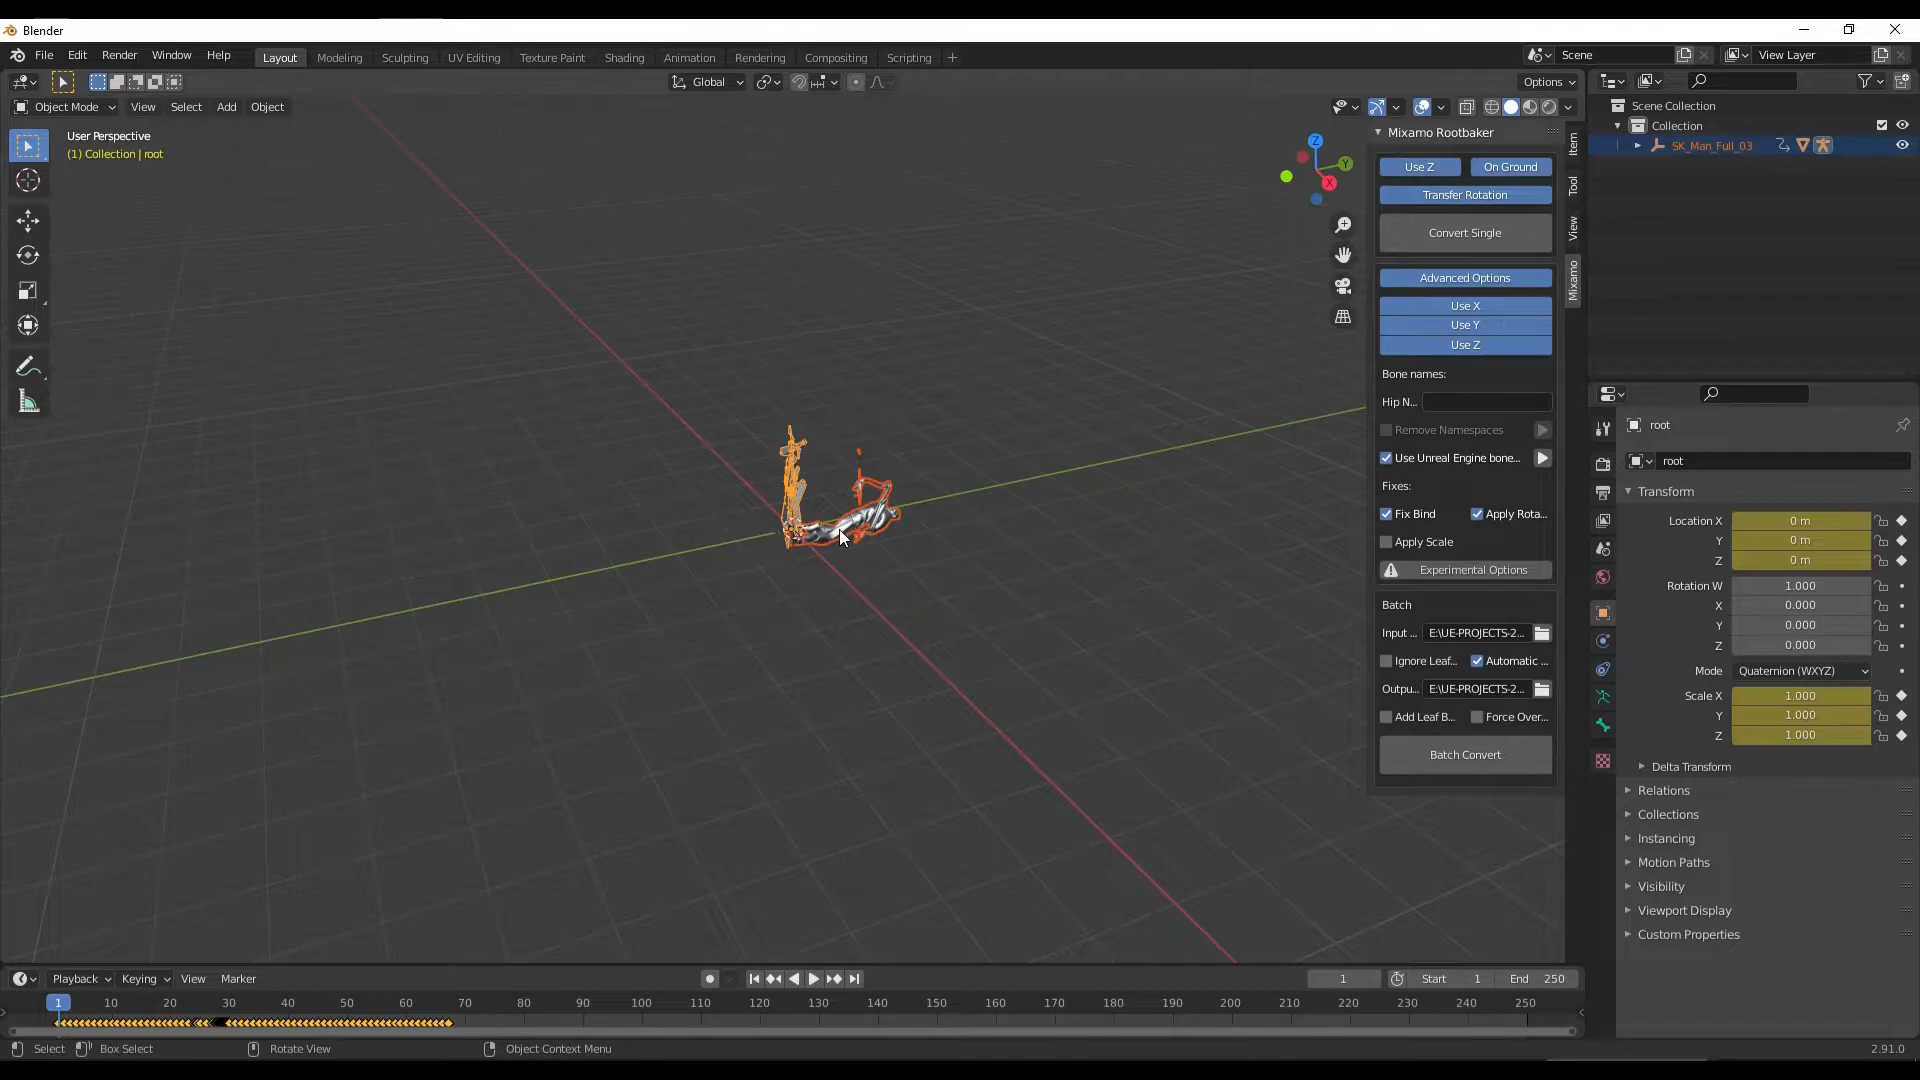 Blender
File Edit Render Window Help Layout Modeling Sculpting UV Editing Texture Paint Shading Animation Rendering Compositing Scripting + Scene View Layer
Global Options
Object Mode View Select Add Object
User Perspective
(1) Collection | root
Z
Y
X
Mixamo Rootbaker
Use Z On Ground
Transfer Rotation
Convert Single
Advanced Options
Use X
Use Y
Use Z
Bone names:
Hip N...
Remove Namespaces
Use Unreal Engine bone...
Fixes:
Fix Bind Apply Rota...
Apply Scale
Experimental Options
Batch
Input ... E:\UE-PROJECTS-2...
Ignore Leaf... Automatic ...
Outpu... E:\UE-PROJECTS-2...
Add Leaf B... Force Over...
Batch Convert
Item
Tool
View
Mixamo
Scene Collection
Collection
SK_Man_Full_03
root
root
Transform
Location X 0 m
Y 0 m
Z 0 m
Rotation W 1.000
X 0.000
Y 0.000
Z 0.000
Mode Quaternion (WXYZ)
Scale X 1.000
Y 1.000
Z 1.000
Delta Transform
Relations
Collections
Instancing
Motion Paths
Visibility
Viewport Display
Custom Properties
Playback Keying View Marker 1 Start 1 End 250
1 10 20 30 40 50 60 70 80 90 100 110 120 130 140 150 160 170 180 190 200 210 220 230 240 250
Select Box Select Rotate View Object Context Menu 2.91.0